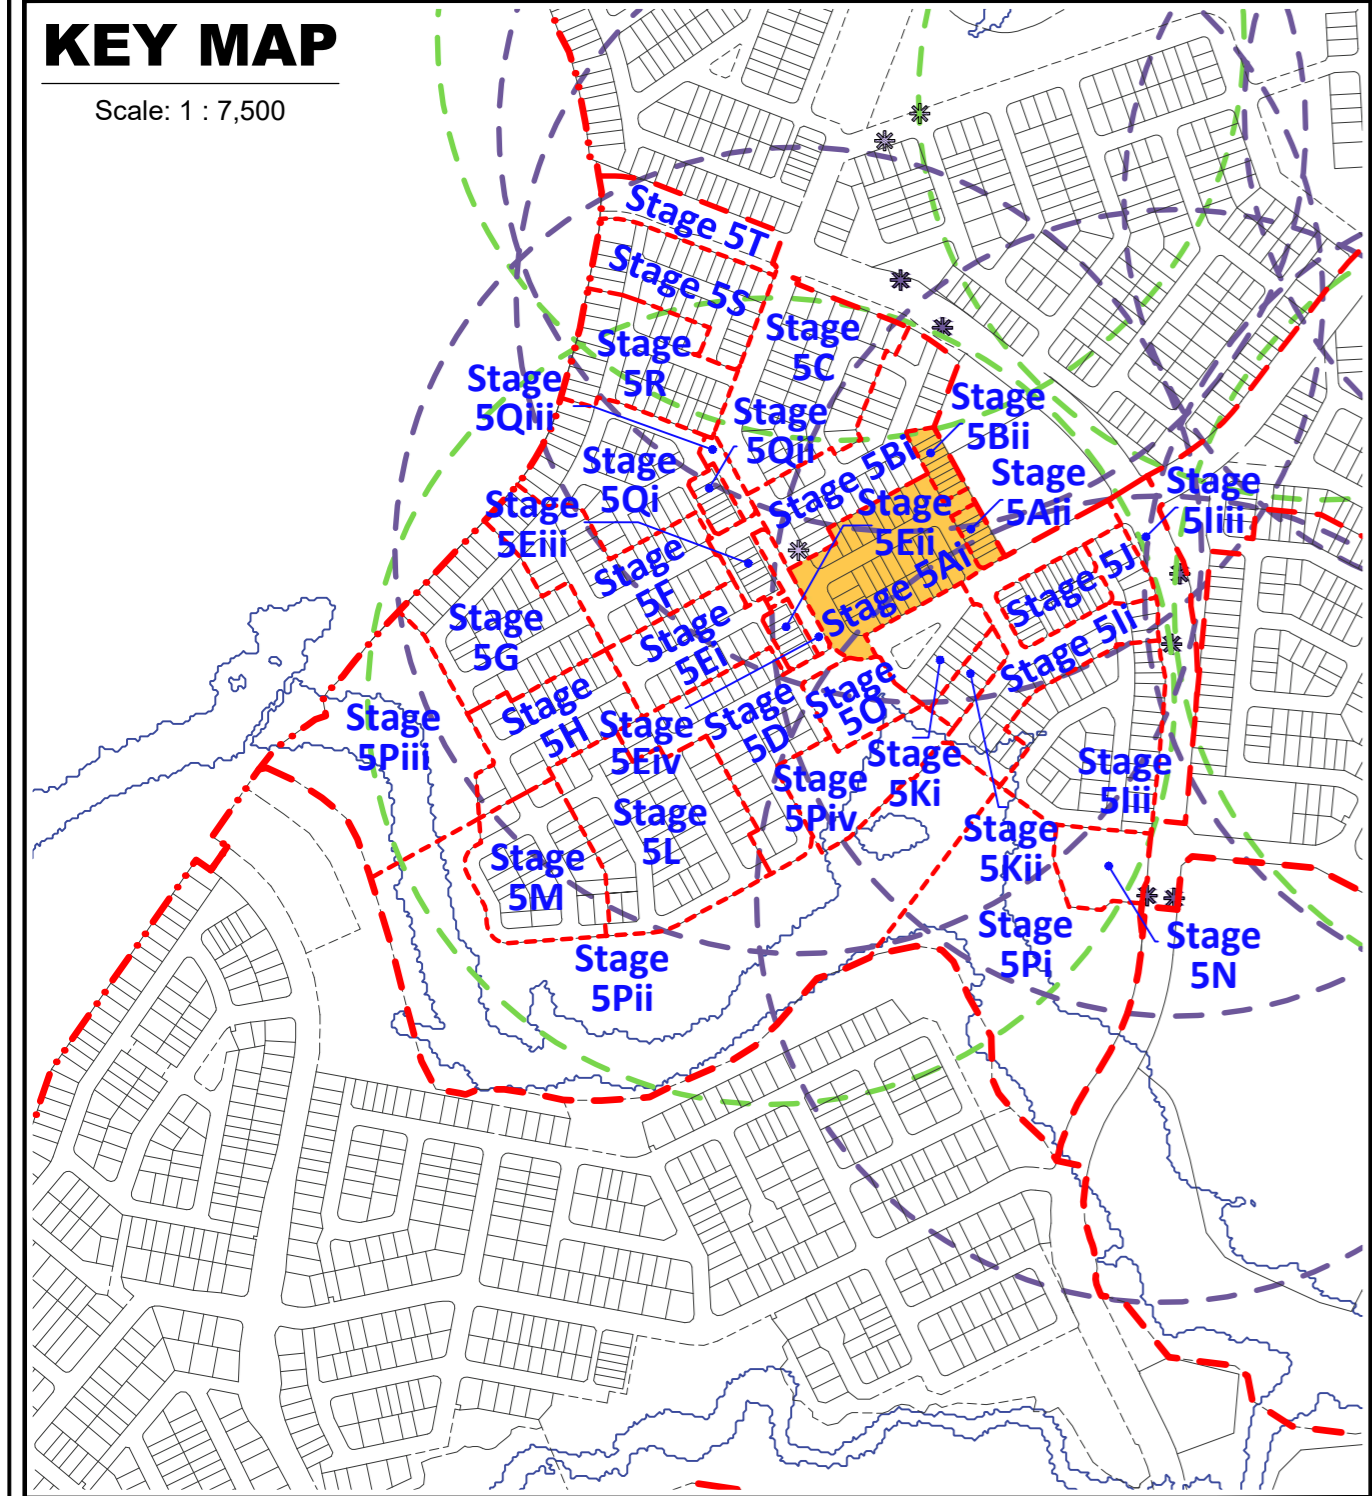 KEY MAP
Scale: 1 : 7,500
Stage 5T
Stage 5S
Stage
5C
Stage
5R
Stage
5Qiii
Stage
5Qii
Stage
5Bii
Stage 5Bi
Stage
5Qi
Stage
5Aii
Stage
5Iiii
Stage
5Eiii
Stage
5Eii
Stage
5F
Stage 5Ai
Stage 5J
Stage
5G
Stage
5Ei
Stage 5Ii
Stage
5H
Stage
5Piii
Stage
5Eiv
Stage
5D
Stage
5O
Stage
5Ki
Stage
5Iii
Stage
5Piv
Stage
5L
Stage
5Kii
Stage
5M
Stage
5Pi
Stage
5N
Stage
5Pii